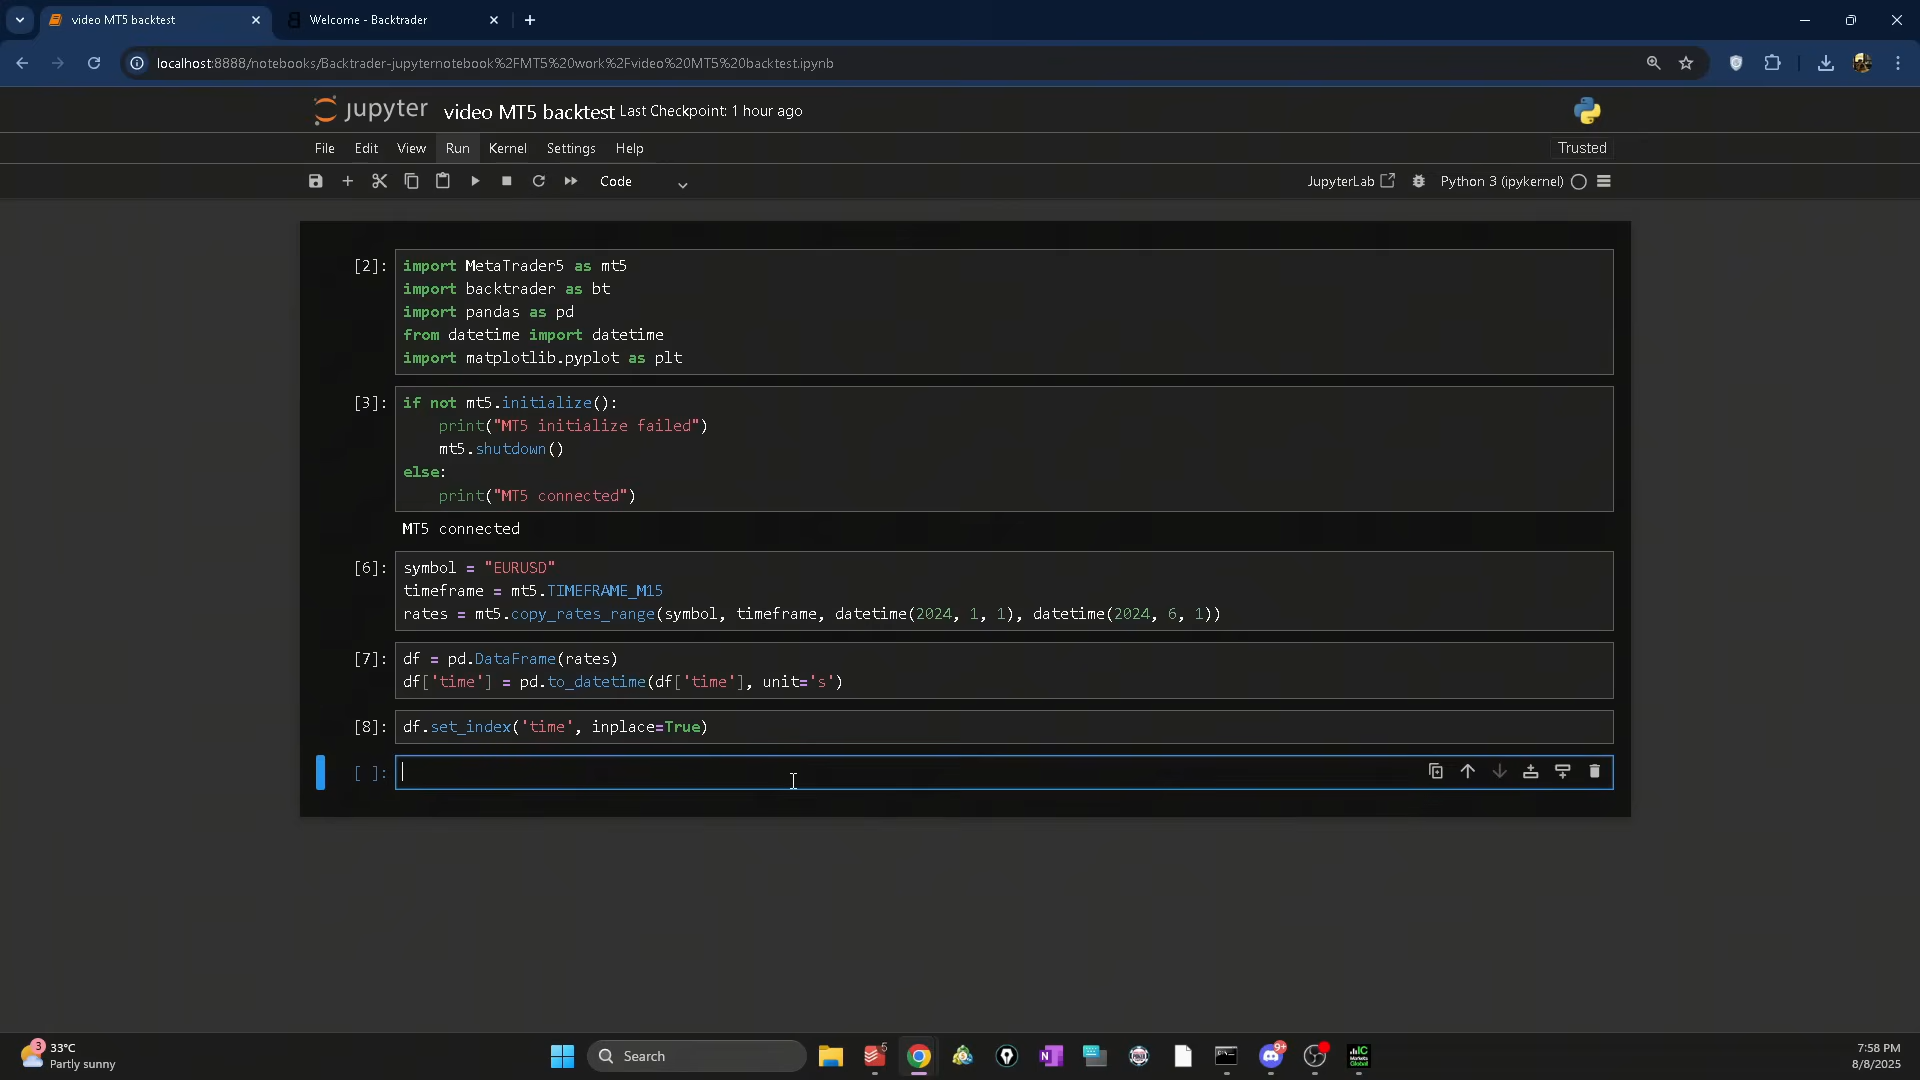 video MT5 backtest
Welcome - Backtrader
localhost:8888/notebooks/Backtrader-jupyternotebook%2FMT5%20work%2Fvideo%20MT5%20backtest.ipynb
jupyter video MT5 backtest Last Checkpoint: 1 hour ago
File Edit View Run Kernel Settings Help Trusted
Code JupyterLab Python 3 (ipykernel)
[2]: import MetaTrader5 as mt5
import backtrader as bt
import pandas as pd
from datetime import datetime
import matplotlib.pyplot as plt
[3]: if not mt5.initialize():
    print("MT5 initialize failed")
    mt5.shutdown()
else:
    print("MT5 connected")
MT5 connected
[6]: symbol = "EURUSD"
timeframe = mt5.TIMEFRAME_M15
rates = mt5.copy_rates_range(symbol, timeframe, datetime(2024, 1, 1), datetime(2024, 6, 1))
[7]: df = pd.DataFrame(rates)
df['time'] = pd.to_datetime(df['time'], unit='s')
[8]: df.set_index('time', inplace=True)
[ ]:
3
33°C
Partly sunny
Search
5
N
9+
IC
Markets
Global
7:58 PM
8/8/2025